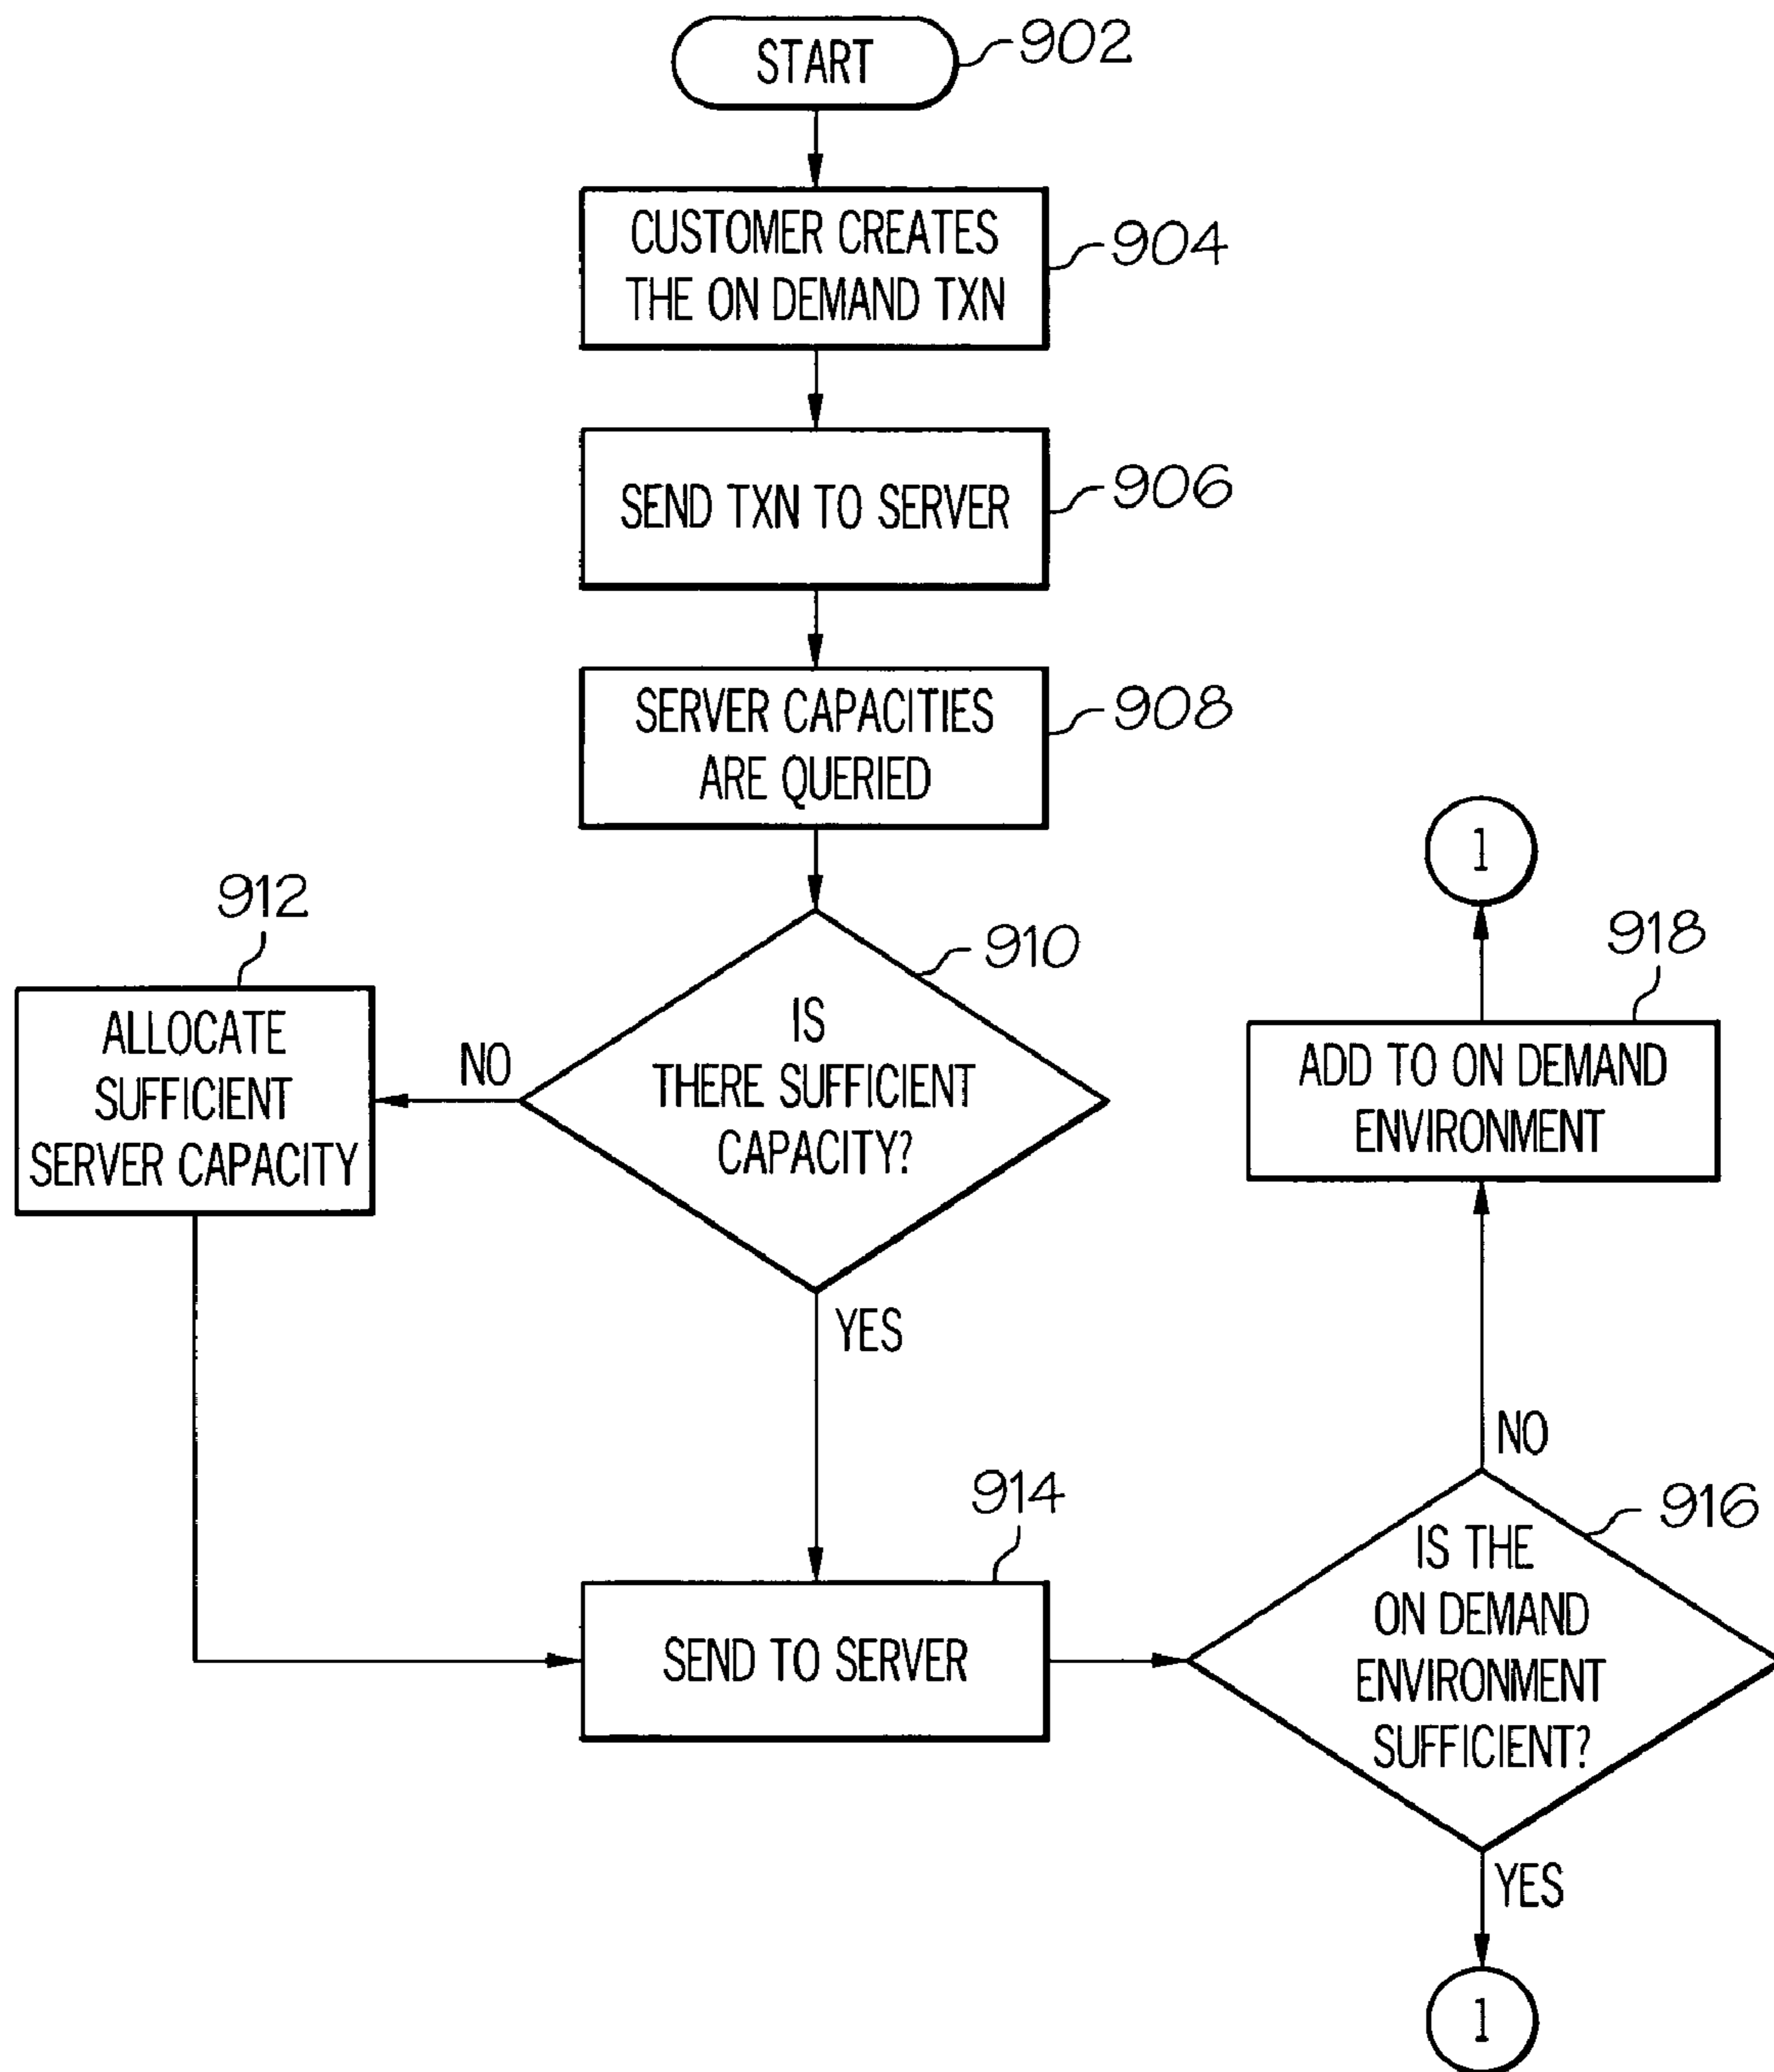 START
902
CUSTOMER CREATES
THE ON DEMAND TXN
904
SEND TXN TO SERVER
906
SERVER CAPACITIES
ARE QUERIED
908
910
IS
THERE SUFFICIENT
CAPACITY?
NO
912
ALLOCATE
SUFFICIENT
SERVER CAPACITY
YES
914
SEND TO SERVER
916
IS THE
ON DEMAND
ENVIRONMENT
SUFFICIENT?
NO
918
ADD TO ON DEMAND
ENVIRONMENT
1
YES
1